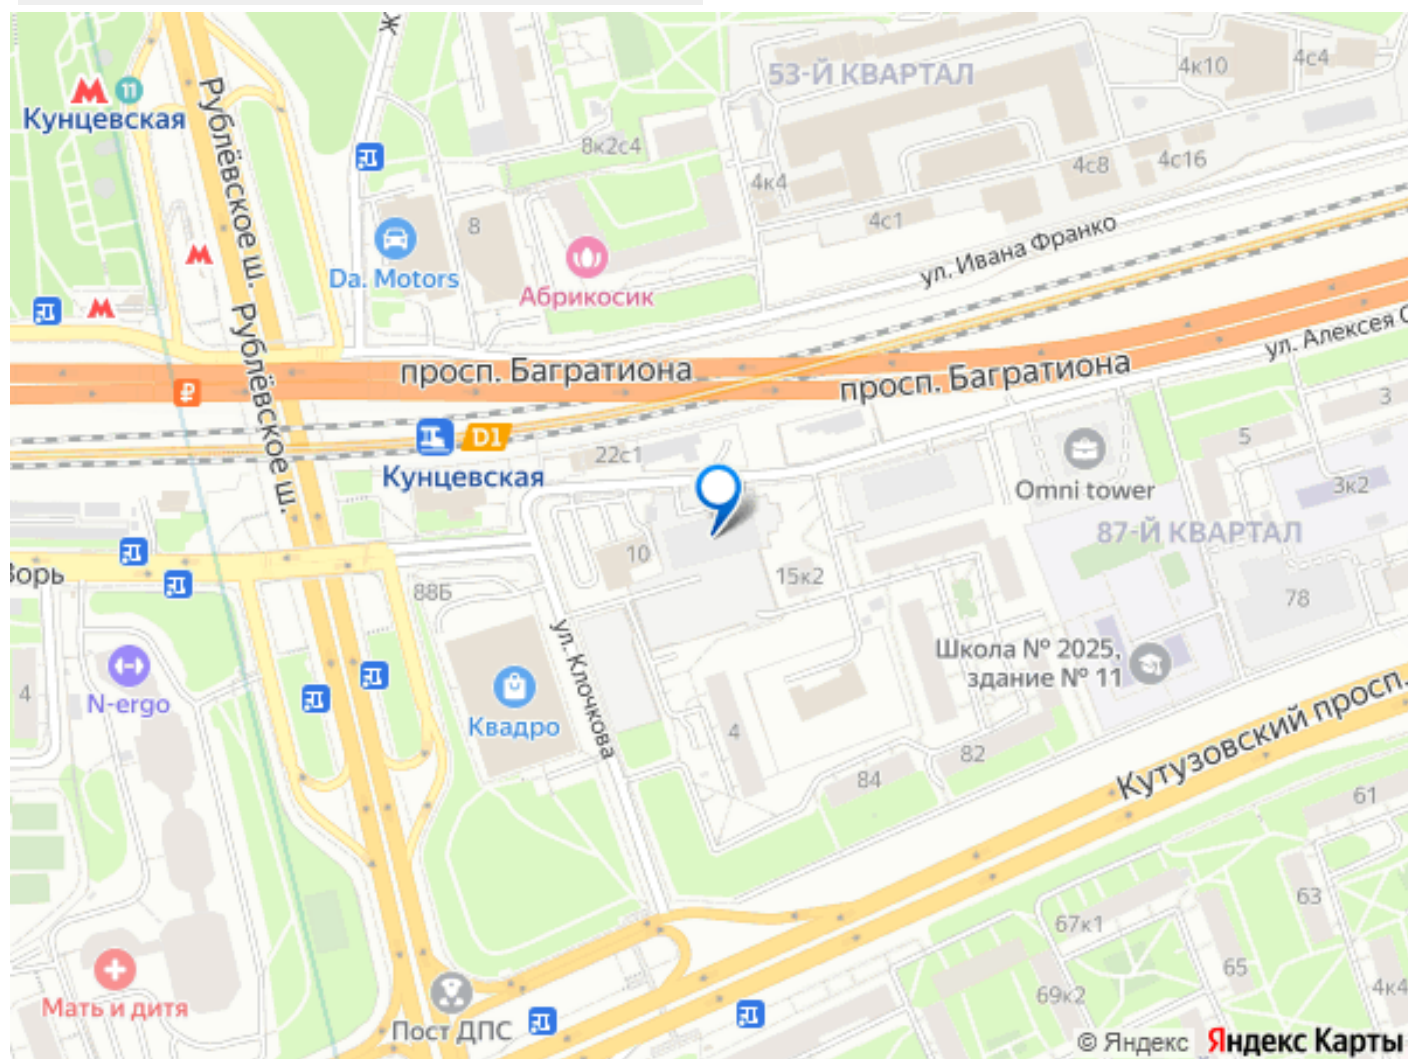 Ж
53-Й КВАРТАЛ
4к10
4с4
М 11
Кунцевская
Рублёвское ш.
Рублёвское ш.
8к2с4
4к4
4с8
4с16
4с1
8
ул. Ивана Франко
М
Da. Motors
Абрикосик
М
просп. Багратиона
просп. Багратиона
ул. Алексея С
₽
D1
Кунцевская
22с1
3
5
Omni tower
3к2
87-Й КВАРТАЛ
10
15к2
Зорь
88Б
78
ул. Клочкова
Школа № 2025,
здание № 11
4
N-ergo
Квадро
4
82
84
Кутузовский просп.
61
63
67к1
65
69к2
4к4
Мать и дитя
Пост ДПС
© Яндекс Яндекс Карты